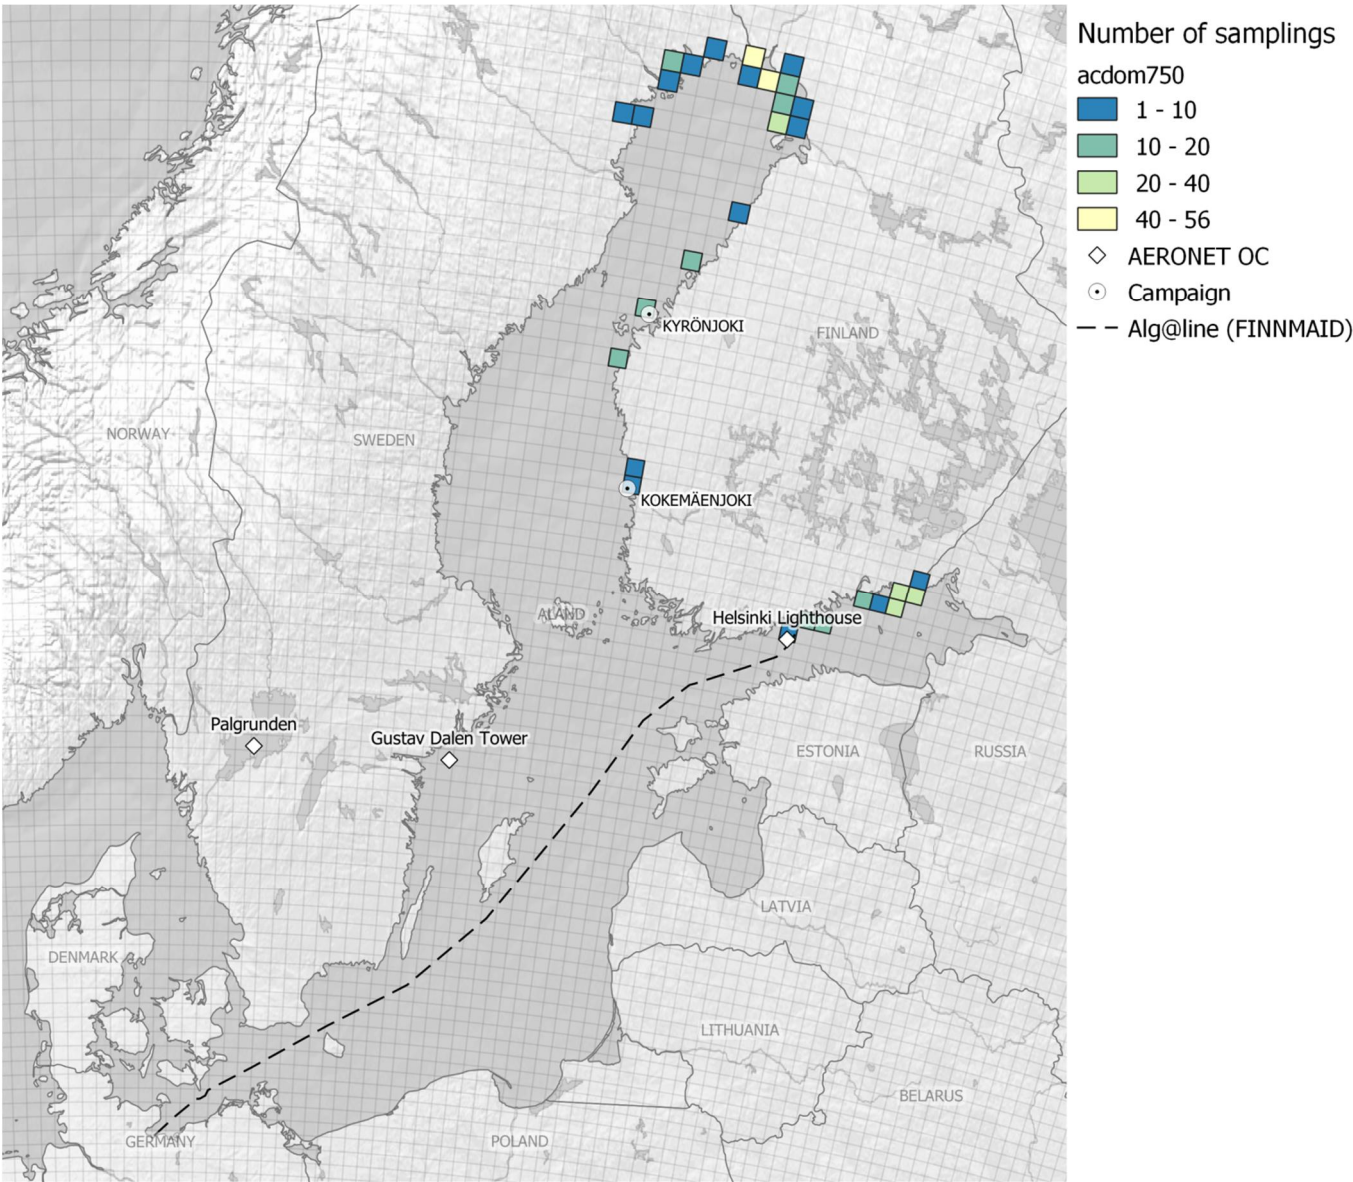 Number of samplings
acdom750
1 - 10
10 - 20
20 - 40
40 - 56
AERONET OC
Campaign
Alg@line (FINNMAID)
KYRÖNJOKI
FINLAND
NORWAY
SWEDEN
KOKEMÄENJOKI
ALAND
Helsinki Lighthouse
Palgrunden
Gustav Dalen Tower
ESTONIA
RUSSIA
LATVIA
DENMARK
LITHUANIA
BELARUS
GERMANY
POLAND